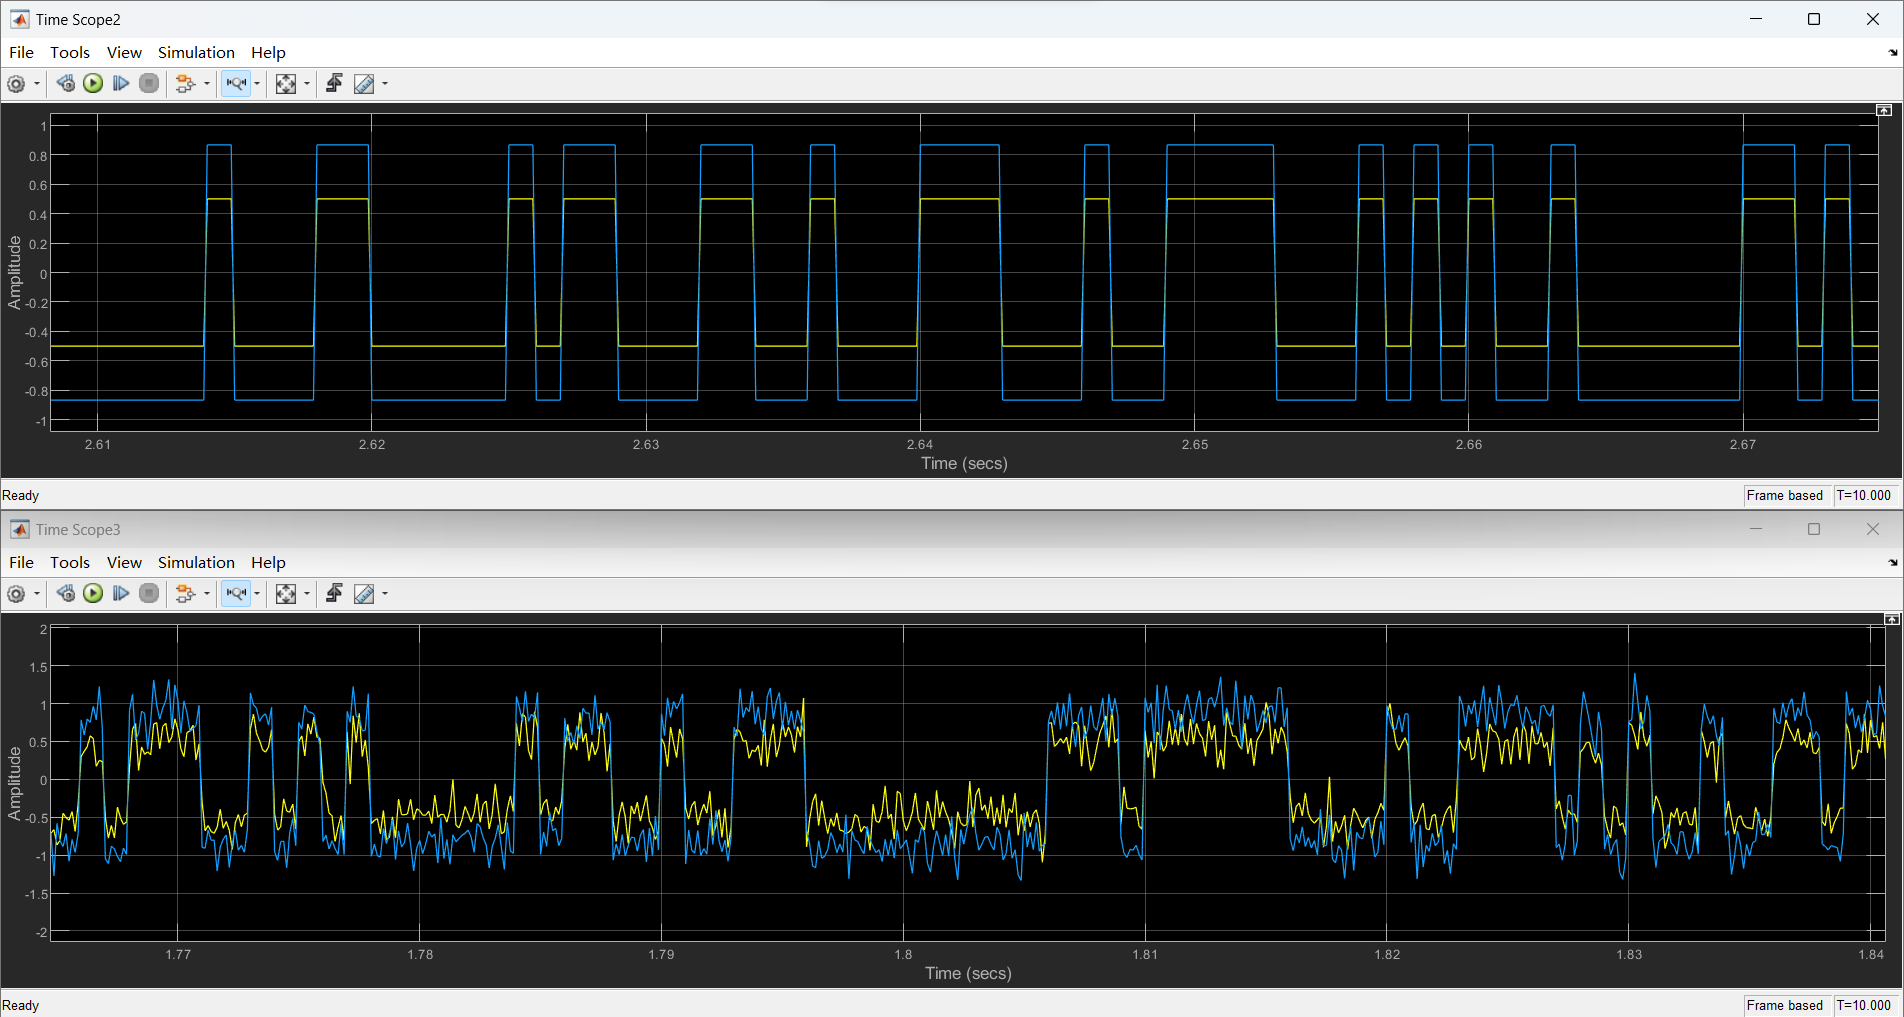 Time Scope2
File Tools View Simulation Help
1
0.8
0.6
0.4
0.2
0
-0.2
-0.4
-0.6
-0.8
-1
Amplitude
2.61 2.62 2.63 2.64 2.65 2.66 2.67
Time (secs)
Ready Frame based T=10.000
Time Scope3
File Tools View Simulation Help
2
1.5
1
0.5
0
-0.5
-1
-1.5
-2
Amplitude
1.77 1.78 1.79 1.8 1.81 1.82 1.83 1.84
Time (secs)
Ready Frame based T=10.000